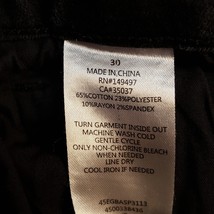 30
MADE IN CHINA
RN#149497
CA#35037
65%COTTON 23%POLYESTER
10%RAYON 2%SPANDEX
TURN GARMENT INSIDE OUT
MACHINE WASH COLD
GENTLE CYCLE
ONLY NON-CHLORINE BLEACH
WHEN NEEDED
LINE DRY
COOL IRON IF NEEDED